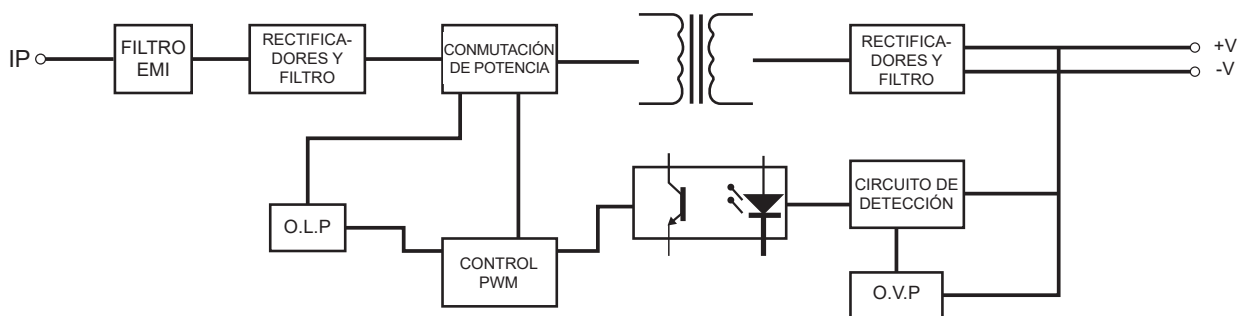 IP
FILTRO
EMI
RECTIFICA-
DORES Y
FILTRO
CONMUTACIÓN
DE POTENCIA
RECTIFICA-
DORES Y
FILTRO
+V
-V
O.L.P
CONTROL
PWM
CIRCUITO DE
DETECCIÓN
O.V.P